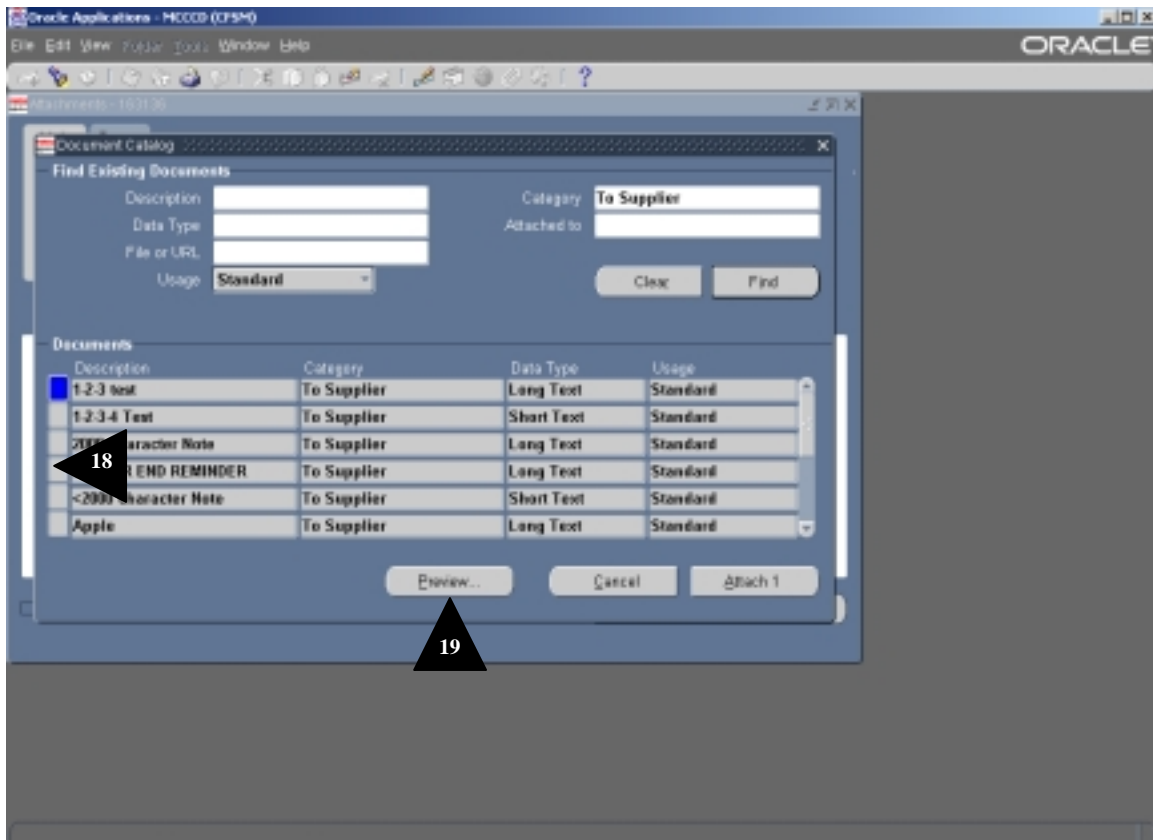 Oracle Applications - MCCCD (CFSM)
File Edit View Folder Tools Window Help
ORACLE
Attachments - 163136
Document Catalog
Find Existing Documents
Description
Category To Supplier
Data Type
Attached to
File or URL
Usage Standard
Clear Find
Documents
Description Category Data Type Usage
1-2-3 test To Supplier Long Text Standard
1-2-3-4 Test To Supplier Short Text Standard
aracter Note To Supplier Long Text Standard
18
R END REMINDER To Supplier Long Text Standard
<2000 Character Note To Supplier Short Text Standard
Apple To Supplier Long Text Standard
Preview... Cancel Attach 1
19